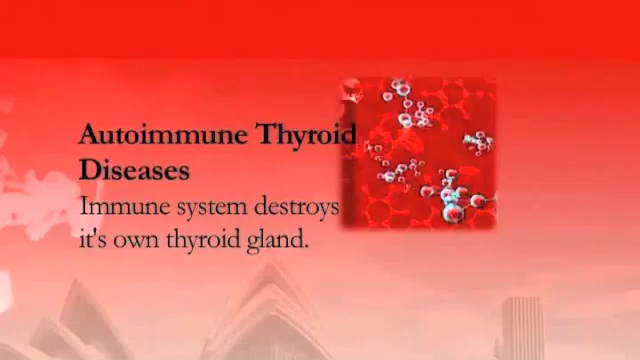 Autoimmune Thyroid
Diseases
Immune system destroys
it's own thyroid gland.